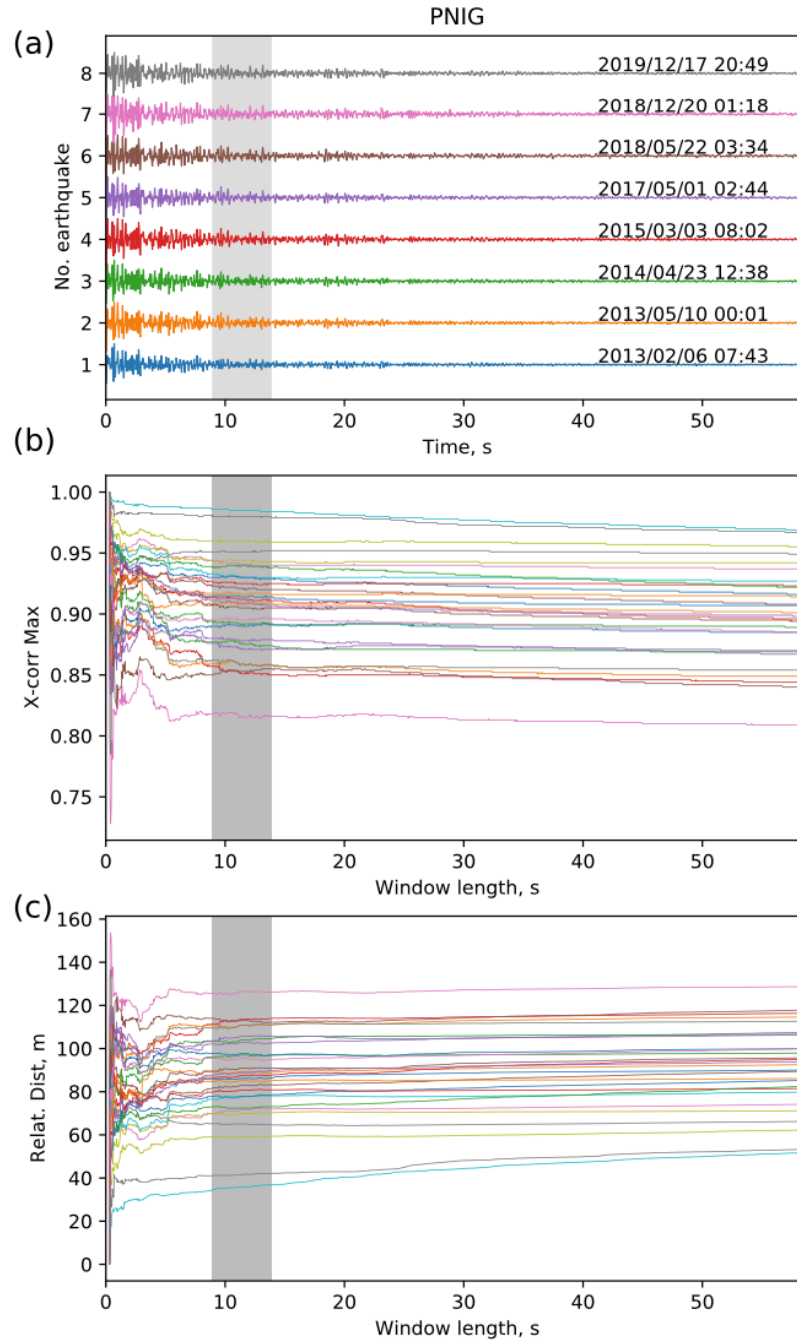 PNIG
(a)
8
2019/12/17 20:49
7
2018/12/20 01:18
6
2018/05/22 03:34
5
2017/05/01 02:44
4
2015/03/03 08:02
3
2014/04/23 12:38
2
2013/05/10 00:01
1
2013/02/06 07:43
No. earthquake
0 10 20 30 40 50
Time, s
(b)
1.00
0.95
0.90
0.85
0.80
0.75
X-corr Max
0 10 20 30 40 50
Window length, s
(c)
160
140
120
100
80
60
40
20
0
Relat. Dist, m
0 10 20 30 40 50
Window length, s